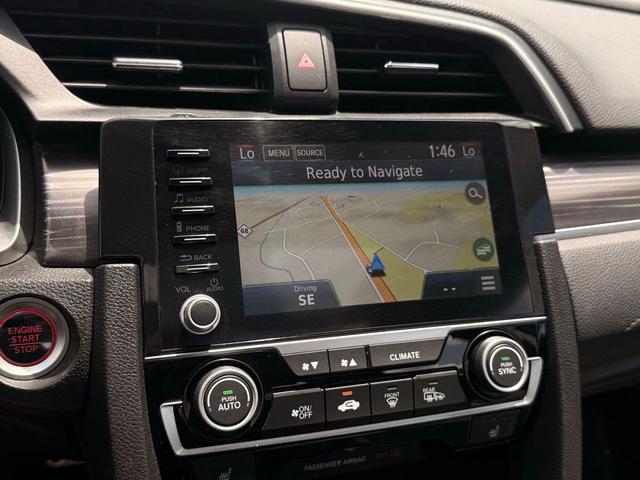 Lo MENU SOURCE 1:46 Lo
Ready to Navigate
MAP
AUDIO
PHONE
BACK
VOL AUDIO
68
Driving
SE
--
ENGINE
START
STOP
CLIMATE
PUSH
AUTO
ON/
OFF
FRONT
REAR
PUSH
SYNC
PASSENGER AIRBAG